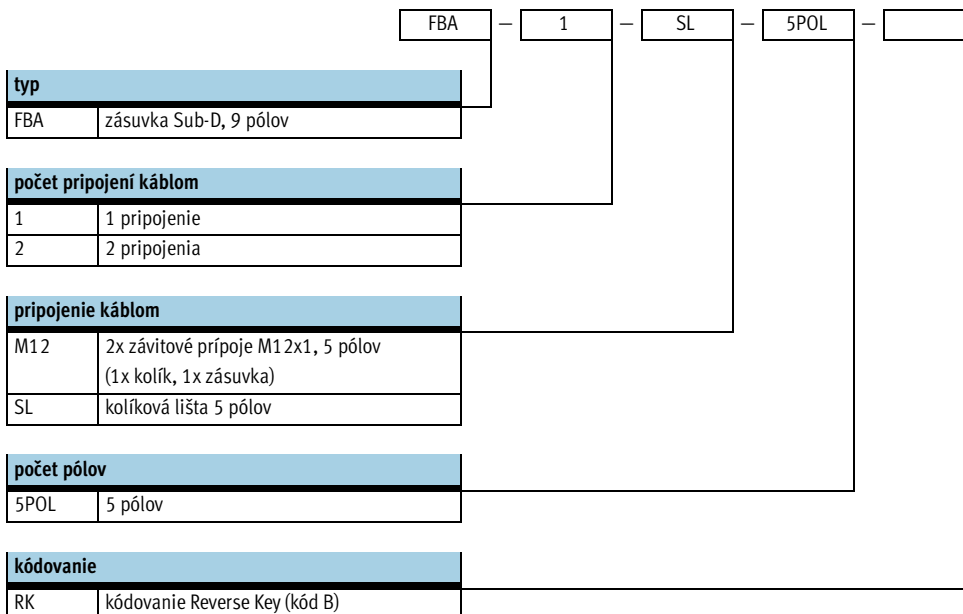 FBA – 1 – SL – 5POL –
typ
FBA zásuvka Sub-D, 9 pólov
počet pripojení káblom
1 1 pripojenie
2 2 pripojenia
pripojenie káblom
M12 2x závitové prípoje M12x1, 5 pólov
(1x kolík, 1x zásuvka)
SL kolíková lišta 5 pólov
počet pólov
5POL 5 pólov
kódovanie
RK kódovanie Reverse Key (kód B)